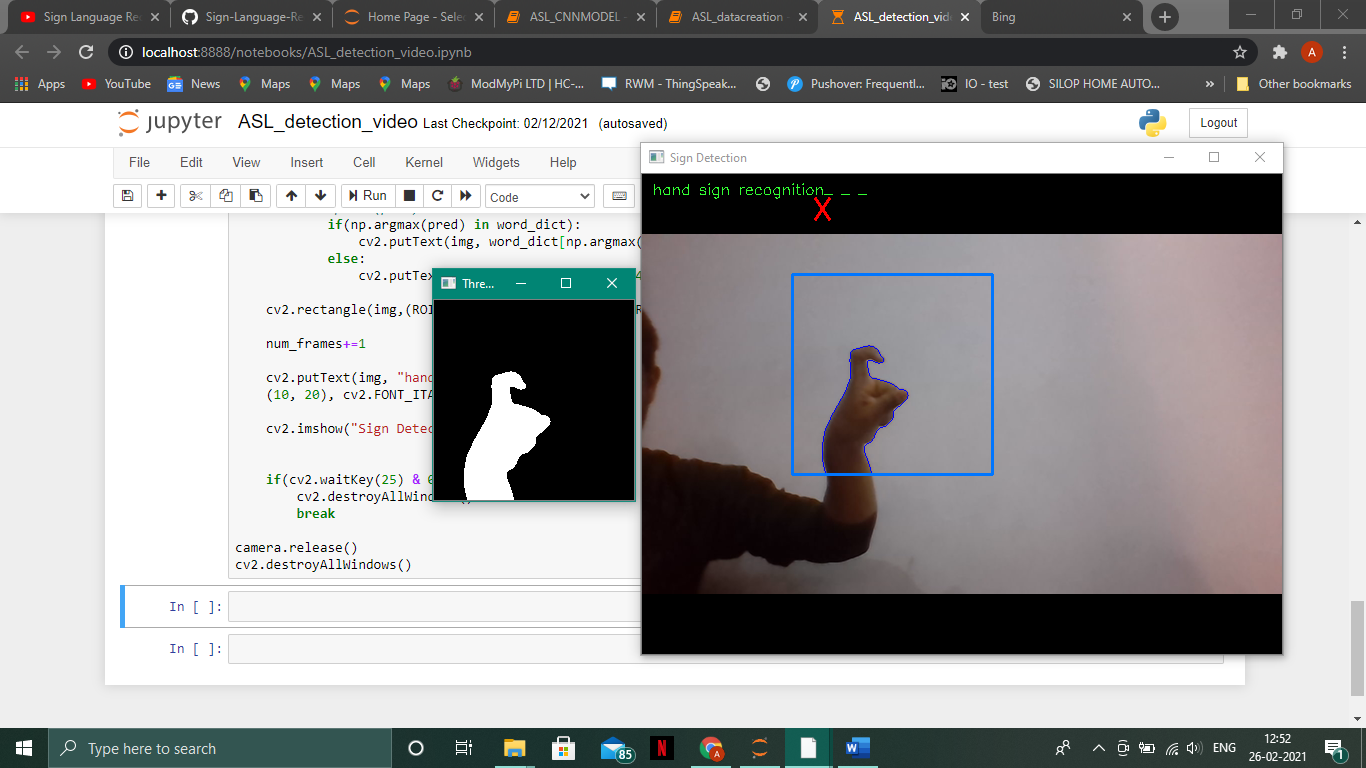 Sign Language Re
Sign-Language-Re
Home Page - Sele
ASL_CNNMODEL -
ASL_datacreation -
ASL_detection_vid
Bing
localhost:8888/notebooks/ASL_detection_video.ipynb
A
Apps
YouTube
News
Maps
Maps
Maps
ModMyPi LTD | HC-...
RWM - ThingSpeak...
Pushover: Frequentl...
IO - test
SILOP HOME AUTO...
»
Other bookmarks
jupyter ASL_detection_video Last Checkpoint: 02/12/2021 (autosaved)
Logout
File Edit View Insert Cell Kernel Widgets Help
Run
Code
if(np.argmax(pred) in word_dict):
cv2.putText(img, word_dict[np.argmax(
else:
cv2.putTex
cv2.rectangle(img,(ROI
num_frames+=1
cv2.putText(img, "hand
(10, 20), cv2.FONT_ITA
cv2.imshow("Sign Detec
if(cv2.waitKey(25) & 0
cv2.destroyAllWind
break
camera.release()
cv2.destroyAllWindows()
In [ ]:
In [ ]:
Thre...
Sign Detection
hand sign recognition_ _ _
X
Type here to search
85
N
A
W
ENG
12:52
26-02-2021
1